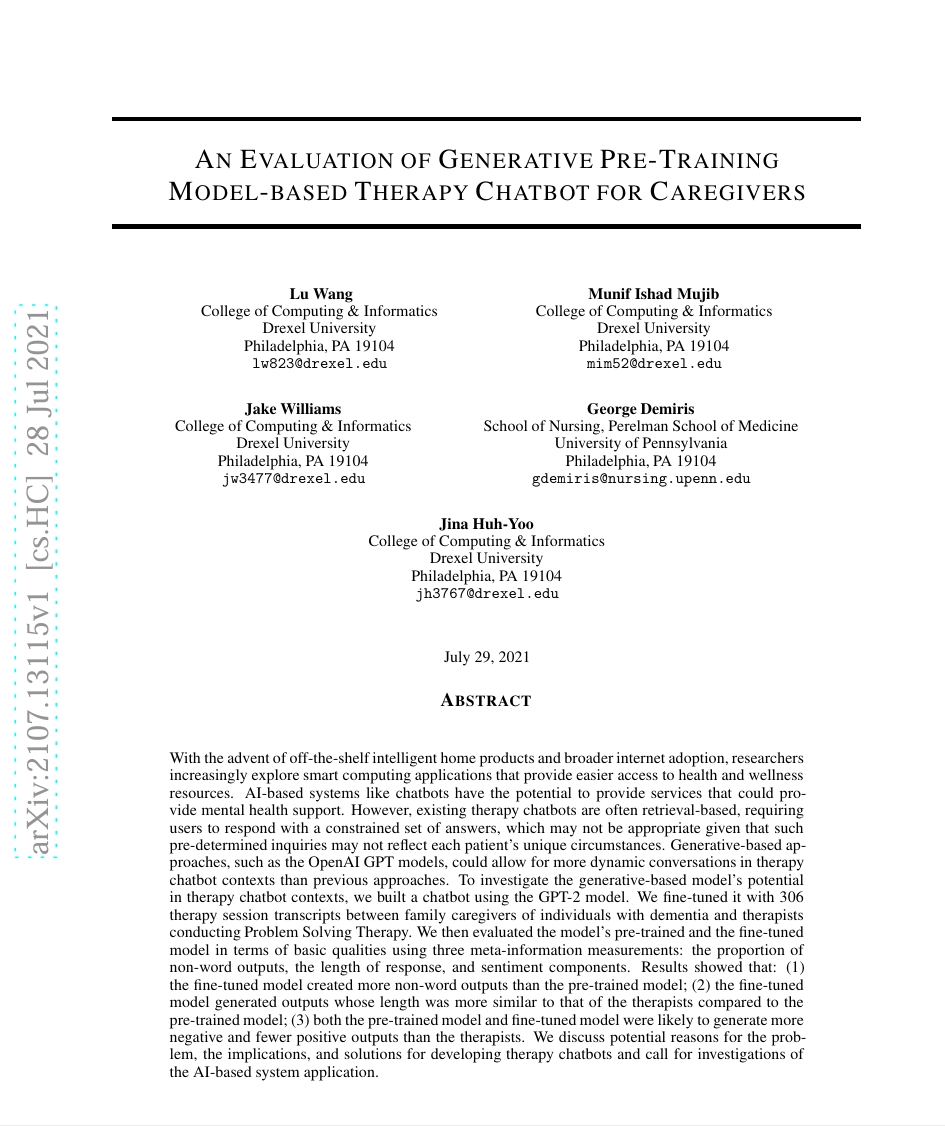 AN EVALUATION OF GENERATIVE PRE-TRAINING
MODEL-BASED THERAPY CHATBOT FOR CAREGIVERS
Lu Wang
College of Computing & Informatics
Drexel University
Philadelphia, PA 19104
lw823@drexel.edu
Munif Ishad Mujib
College of Computing & Informatics
Drexel University
Philadelphia, PA 19104
mim52@drexel.edu
Jake Williams
College of Computing & Informatics
Drexel University
Philadelphia, PA 19104
jw3477@drexel.edu
George Demiris
School of Nursing, Perelman School of Medicine
University of Pennsylvania
Philadelphia, PA 19104
gdemiris@nursing.upenn.edu
Jina Huh-Yoo
College of Computing & Informatics
Drexel University
Philadelphia, PA 19104
jh3767@drexel.edu
arXiv:2107.13115v1 [cs.HC] 28 Jul 2021
July 29, 2021
ABSTRACT
With the advent of off-the-shelf intelligent home products and broader internet adoption, researchers
increasingly explore smart computing applications that provide easier access to health and wellness
resources. AI-based systems like chatbots have the potential to provide services that could pro-
vide mental health support. However, existing therapy chatbots are often retrieval-based, requiring
users to respond with a constrained set of answers, which may not be appropriate given that such
pre-determined inquiries may not reflect each patient's unique circumstances. Generative-based ap-
proaches, such as the OpenAI GPT models, could allow for more dynamic conversations in therapy
chatbot contexts than previous approaches. To investigate the generative-based model's potential
in therapy chatbot contexts, we built a chatbot using the GPT-2 model. We fine-tuned it with 306
therapy session transcripts between family caregivers of individuals with dementia and therapists
conducting Problem Solving Therapy. We then evaluated the model's pre-trained and the fine-tuned
model in terms of basic qualities using three meta-information measurements: the proportion of
non-word outputs, the length of response, and sentiment components. Results showed that: (1)
the fine-tuned model created more non-word outputs than the pre-trained model; (2) the fine-tuned
model generated outputs whose length was more similar to that of the therapists compared to the
pre-trained model; (3) both the pre-trained model and fine-tuned model were likely to generate more
negative and fewer positive outputs than the therapists. We discuss potential reasons for the prob-
lem, the implications, and solutions for developing therapy chatbots and call for investigations of
the AI-based system application.